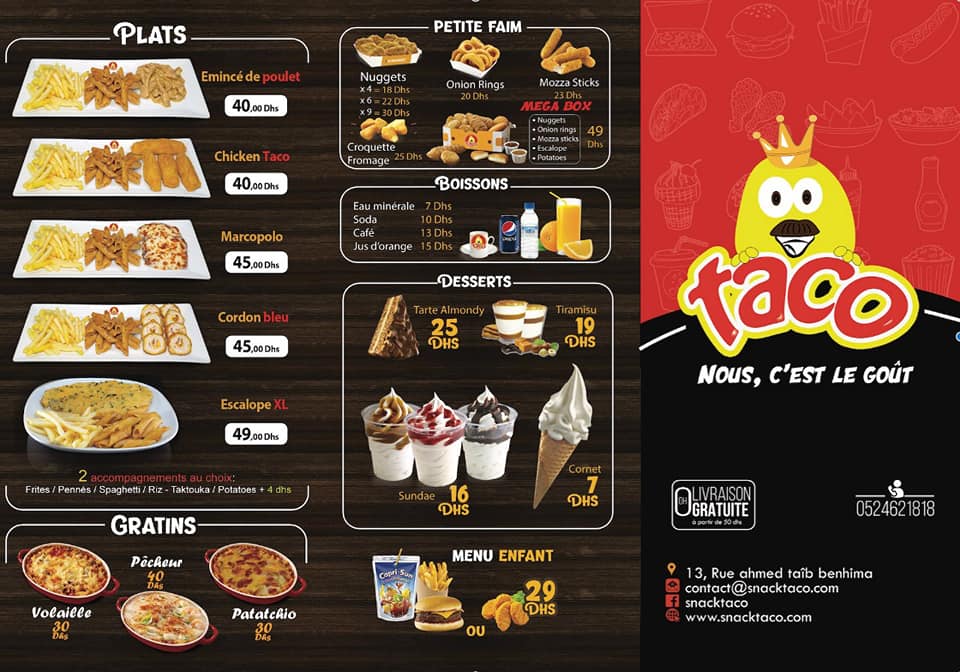 PLATS
Emincé de poulet
40,00 Dhs
Chicken Taco
40,00 Dhs
Marcopolo
45,00 Dhs
Cordon bleu
45,00 Dhs
Escalope XL
49,00 Dhs
2 accompagnements au choix:
Frites / Pennés / Spaghetti / Riz - Taktouka / Potatoes + 4 dhs
GRATINS
Pêcheur
40
Dhs
Volaille
30
Dhs
Patatchio
30
Dhs
PETITE FAIM
Nuggets
x 4 = 18 Dhs
x 6 = 22 Dhs
x 9 = 30 Dhs
Onion Rings
20 Dhs
Mozza Sticks
23 Dhs
Croquette
Fromage 25 Dhs
MEGA BOX
• Nuggets
• Onion rings
• Mozza sticks
• Escalope
• Potatoes
49
Dhs
BOISSONS
Eau minérale 7 Dhs
Soda 10 Dhs
Café 13 Dhs
Jus d'orange 15 Dhs
pepsi
DESSERTS
Tarte Almondy
25
DHS
Tiramisu
19
DHS
Sundae 16
DHS
Cornet
7
DHS
MENU ENFANT
Capri-Sun
29
DHS
OU
taco
NOUS, C'EST LE GOÛT
0 DH LIVRAISON
GRATUITE
à partir de 50 dhs
0524621818
13, Rue ahmed taîb benhima
contact@snacktaco.com
snacktaco
www.snacktaco.com